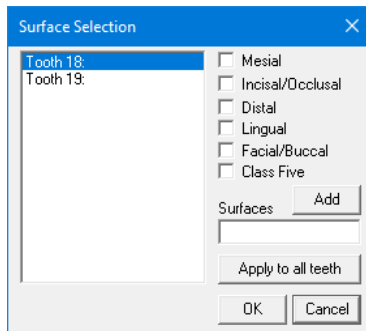 Surface Selection
Tooth 18:
Tooth 19:
Mesial
Incisal/Occlusal
Distal
Lingual
Facial/Buccal
Class Five
Surfaces
Add
Apply to all teeth
OK
Cancel